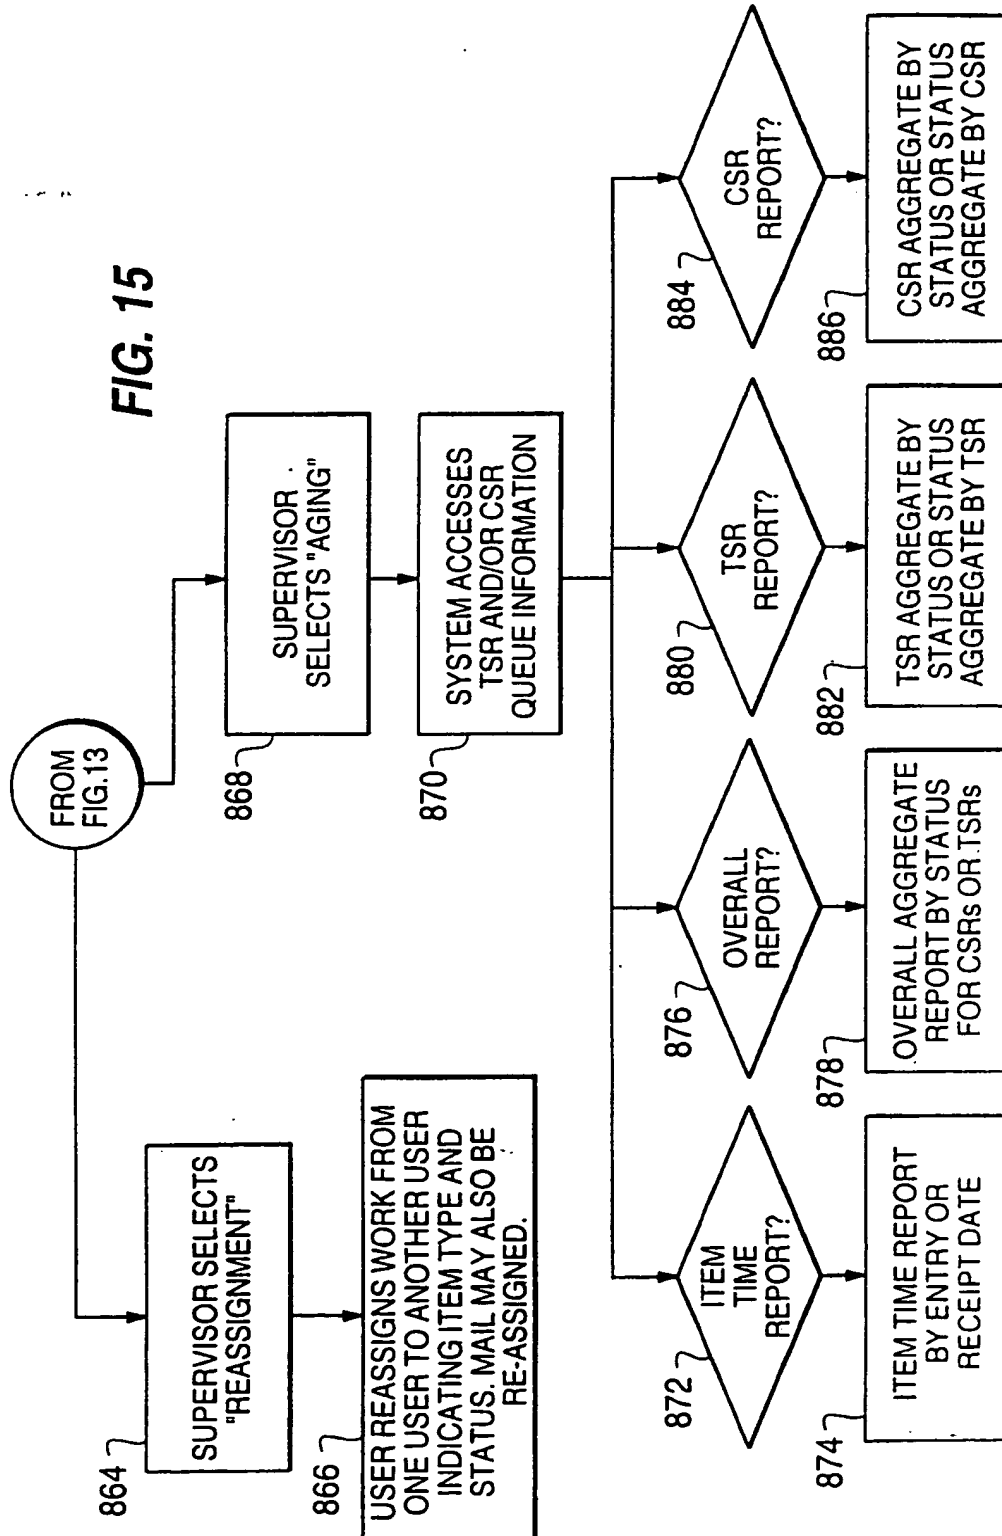 FIG. 15
FROM
FIG.13
864
SUPERVISOR SELECTS
"REASSIGNMENT"
866
USER REASSIGNS WORK FROM
ONE USER TO ANOTHER USER
INDICATING ITEM TYPE AND
STATUS. MAIL MAY ALSO BE
RE-ASSIGNED.
868
SUPERVISOR
SELECTS "AGING"
870
SYSTEM ACCESSES
TSR AND/OR CSR
QUEUE INFORMATION
872
ITEM
TIME
REPORT?
874
ITEM TIME REPORT
BY ENTRY OR
RECEIPT DATE
876
OVERALL
REPORT?
878
OVERALL AGGREGATE
REPORT BY STATUS
FOR CSRs OR TSRs
880
TSR
REPORT?
882
TSR AGGREGATE BY
STATUS OR STATUS
AGGREGATE BY TSR
884
CSR
REPORT?
886
CSR AGGREGATE BY
STATUS OR STATUS
AGGREGATE BY CSR